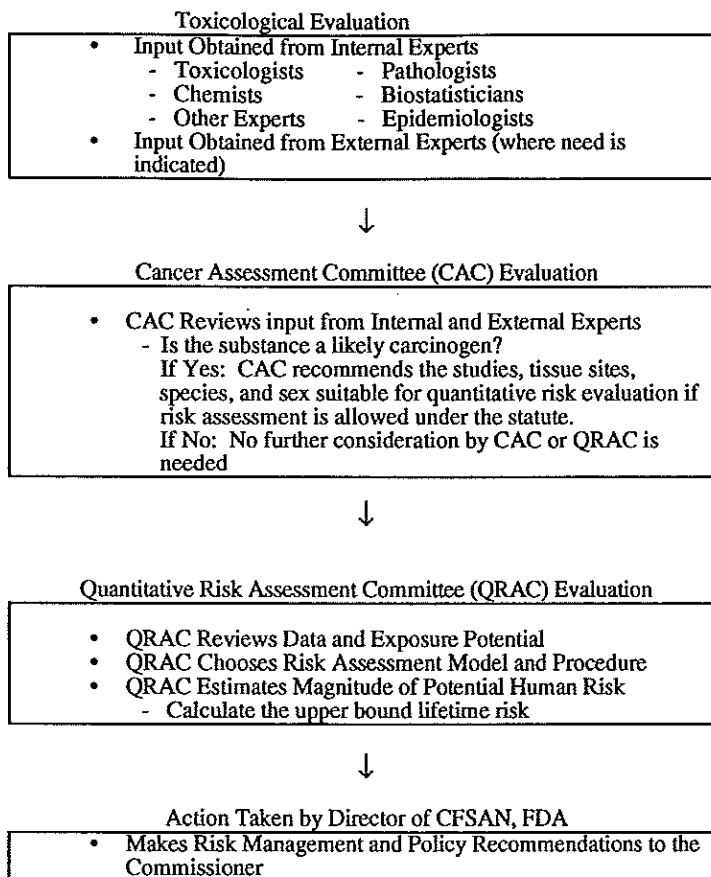 Toxicological Evaluation
• Input Obtained from Internal Experts
- Toxicologists - Pathologists
- Chemists - Biostatisticians
- Other Experts - Epidemiologists
• Input Obtained from External Experts (where need is
indicated)
↓
Cancer Assessment Committee (CAC) Evaluation
• CAC Reviews input from Internal and External Experts
- Is the substance a likely carcinogen?
If Yes: CAC recommends the studies, tissue sites,
species, and sex suitable for quantitative risk evaluation if
risk assessment is allowed under the statute.
If No: No further consideration by CAC or QRAC is
needed
↓
Quantitative Risk Assessment Committee (QRAC) Evaluation
• QRAC Reviews Data and Exposure Potential
• QRAC Chooses Risk Assessment Model and Procedure
• QRAC Estimates Magnitude of Potential Human Risk
- Calculate the upper bound lifetime risk
↓
Action Taken by Director of CFSAN, FDA
• Makes Risk Management and Policy Recommendations to the
Commissioner